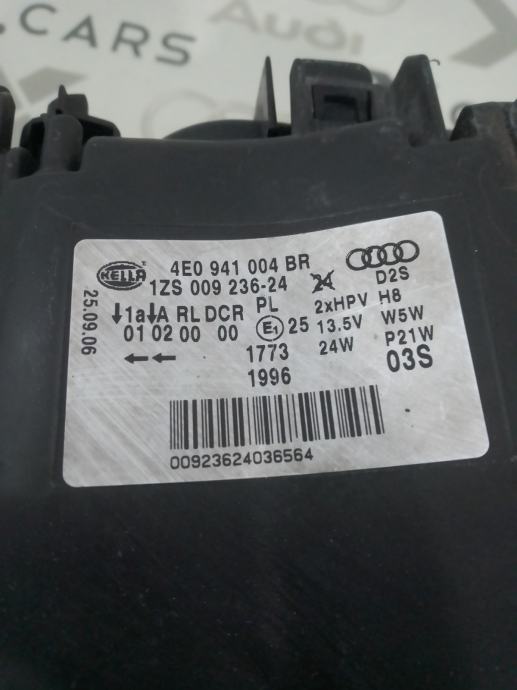 .CARS
Audi
HELLA
4E0 941 004 BR
1ZS 009 236-24
25.09.06
↓1a↓A RL DCR PL
01 02 00 00 E1 25
← ←
1773
1996
24
2xHPV
13.5V
24W
D2S
H8
W5W
P21W
03S
00923624036564